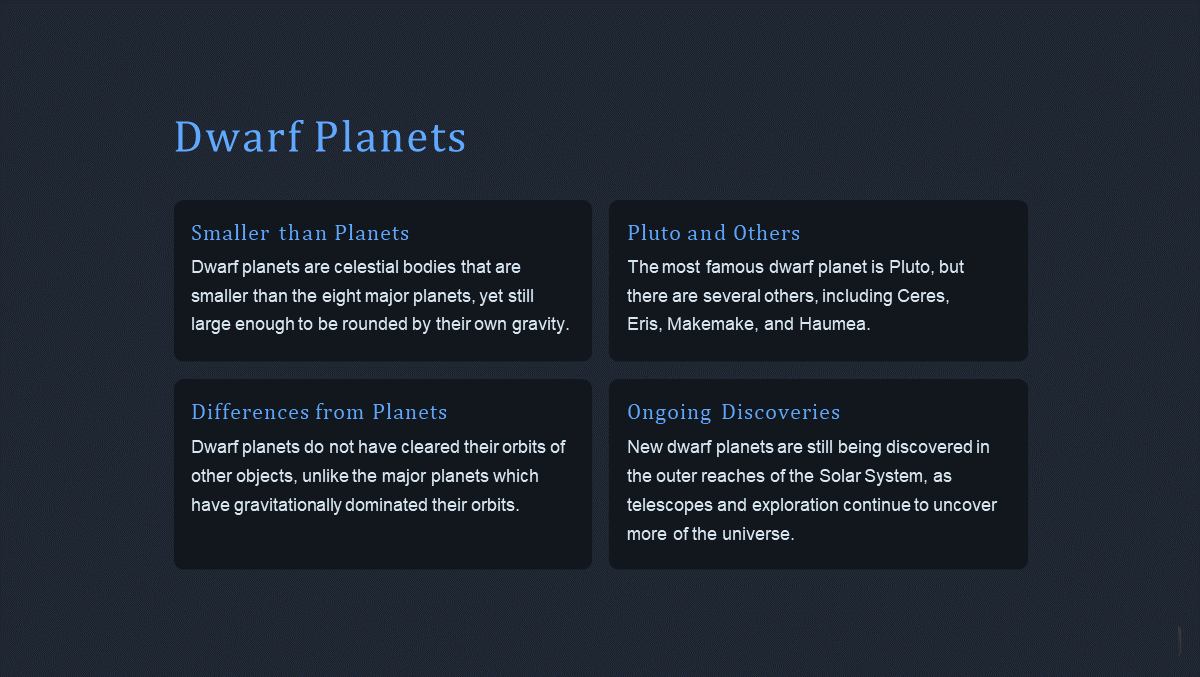 Dwarf Planets
Smaller than Planets
Dwarf planets are celestial bodies that are
smaller than the eight major planets, yet still
large enough to be rounded by their own gravity.
Pluto and Others
The most famous dwarf planet is Pluto, but
there are several others, including Ceres,
Eris, Makemake, and Haumea.
Differences from Planets
Dwarf planets do not have cleared their orbits of
other objects, unlike the major planets which
have gravitationally dominated their orbits.
Ongoing Discoveries
New dwarf planets are still being discovered in
the outer reaches of the Solar System, as
telescopes and exploration continue to uncover
more of the universe.